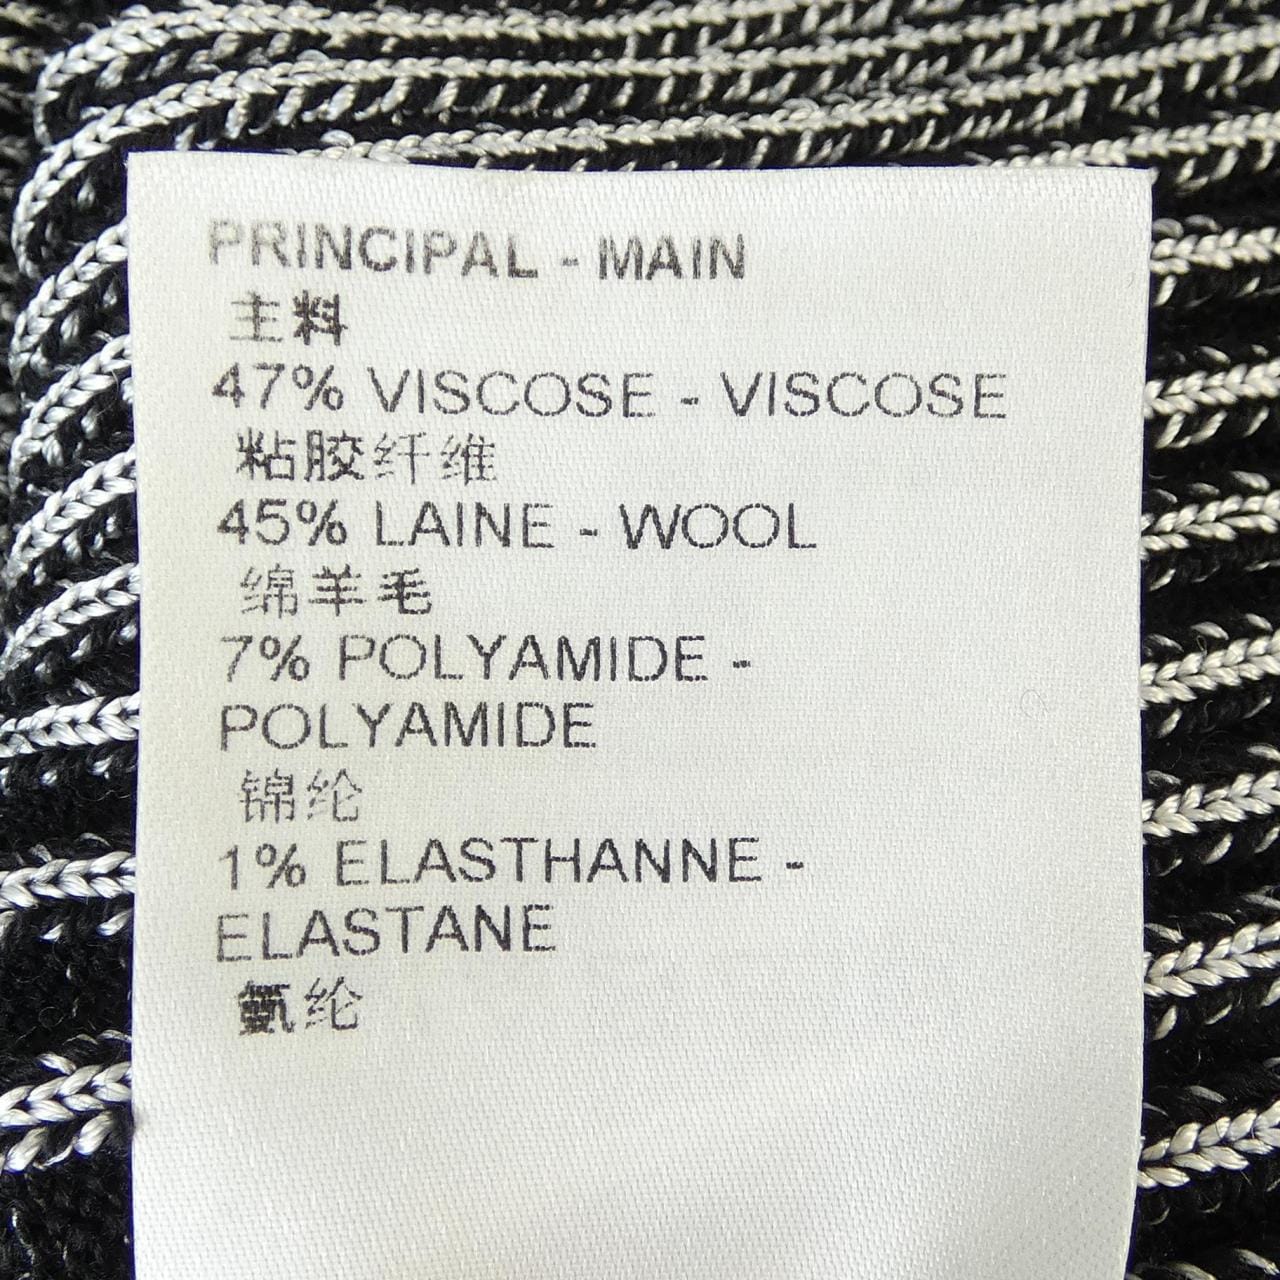 PRINCIPAL - MAIN
主料
47% VISCOSE - VISCOSE
粘胶纤维
45% LAINE - WOOL
绵羊毛
7% POLYAMIDE -
POLYAMIDE
锦纶
1% ELASTHANNE -
ELASTANE
氨纶